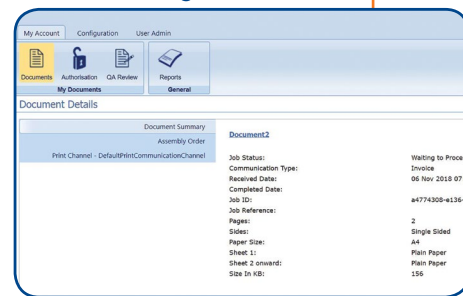 My Account Configuration User Admin
Documents Authorisation QA Review Reports
My Documents General
Document Details
Document Summary
Assembly Order
Print Channel - DefaultPrintCommunicationChannel
Document2
Job Status: Waiting to Proce
Communication Type: Invoice
Received Date: 06 Nov 2018 07
Completed Date:
Job ID: a4774308-e136-
Job Reference:
Pages: 2
Sides: Single Sided
Paper Size: A4
Sheet 1: Plain Paper
Sheet 2 onward: Plain Paper
Size In KB: 156